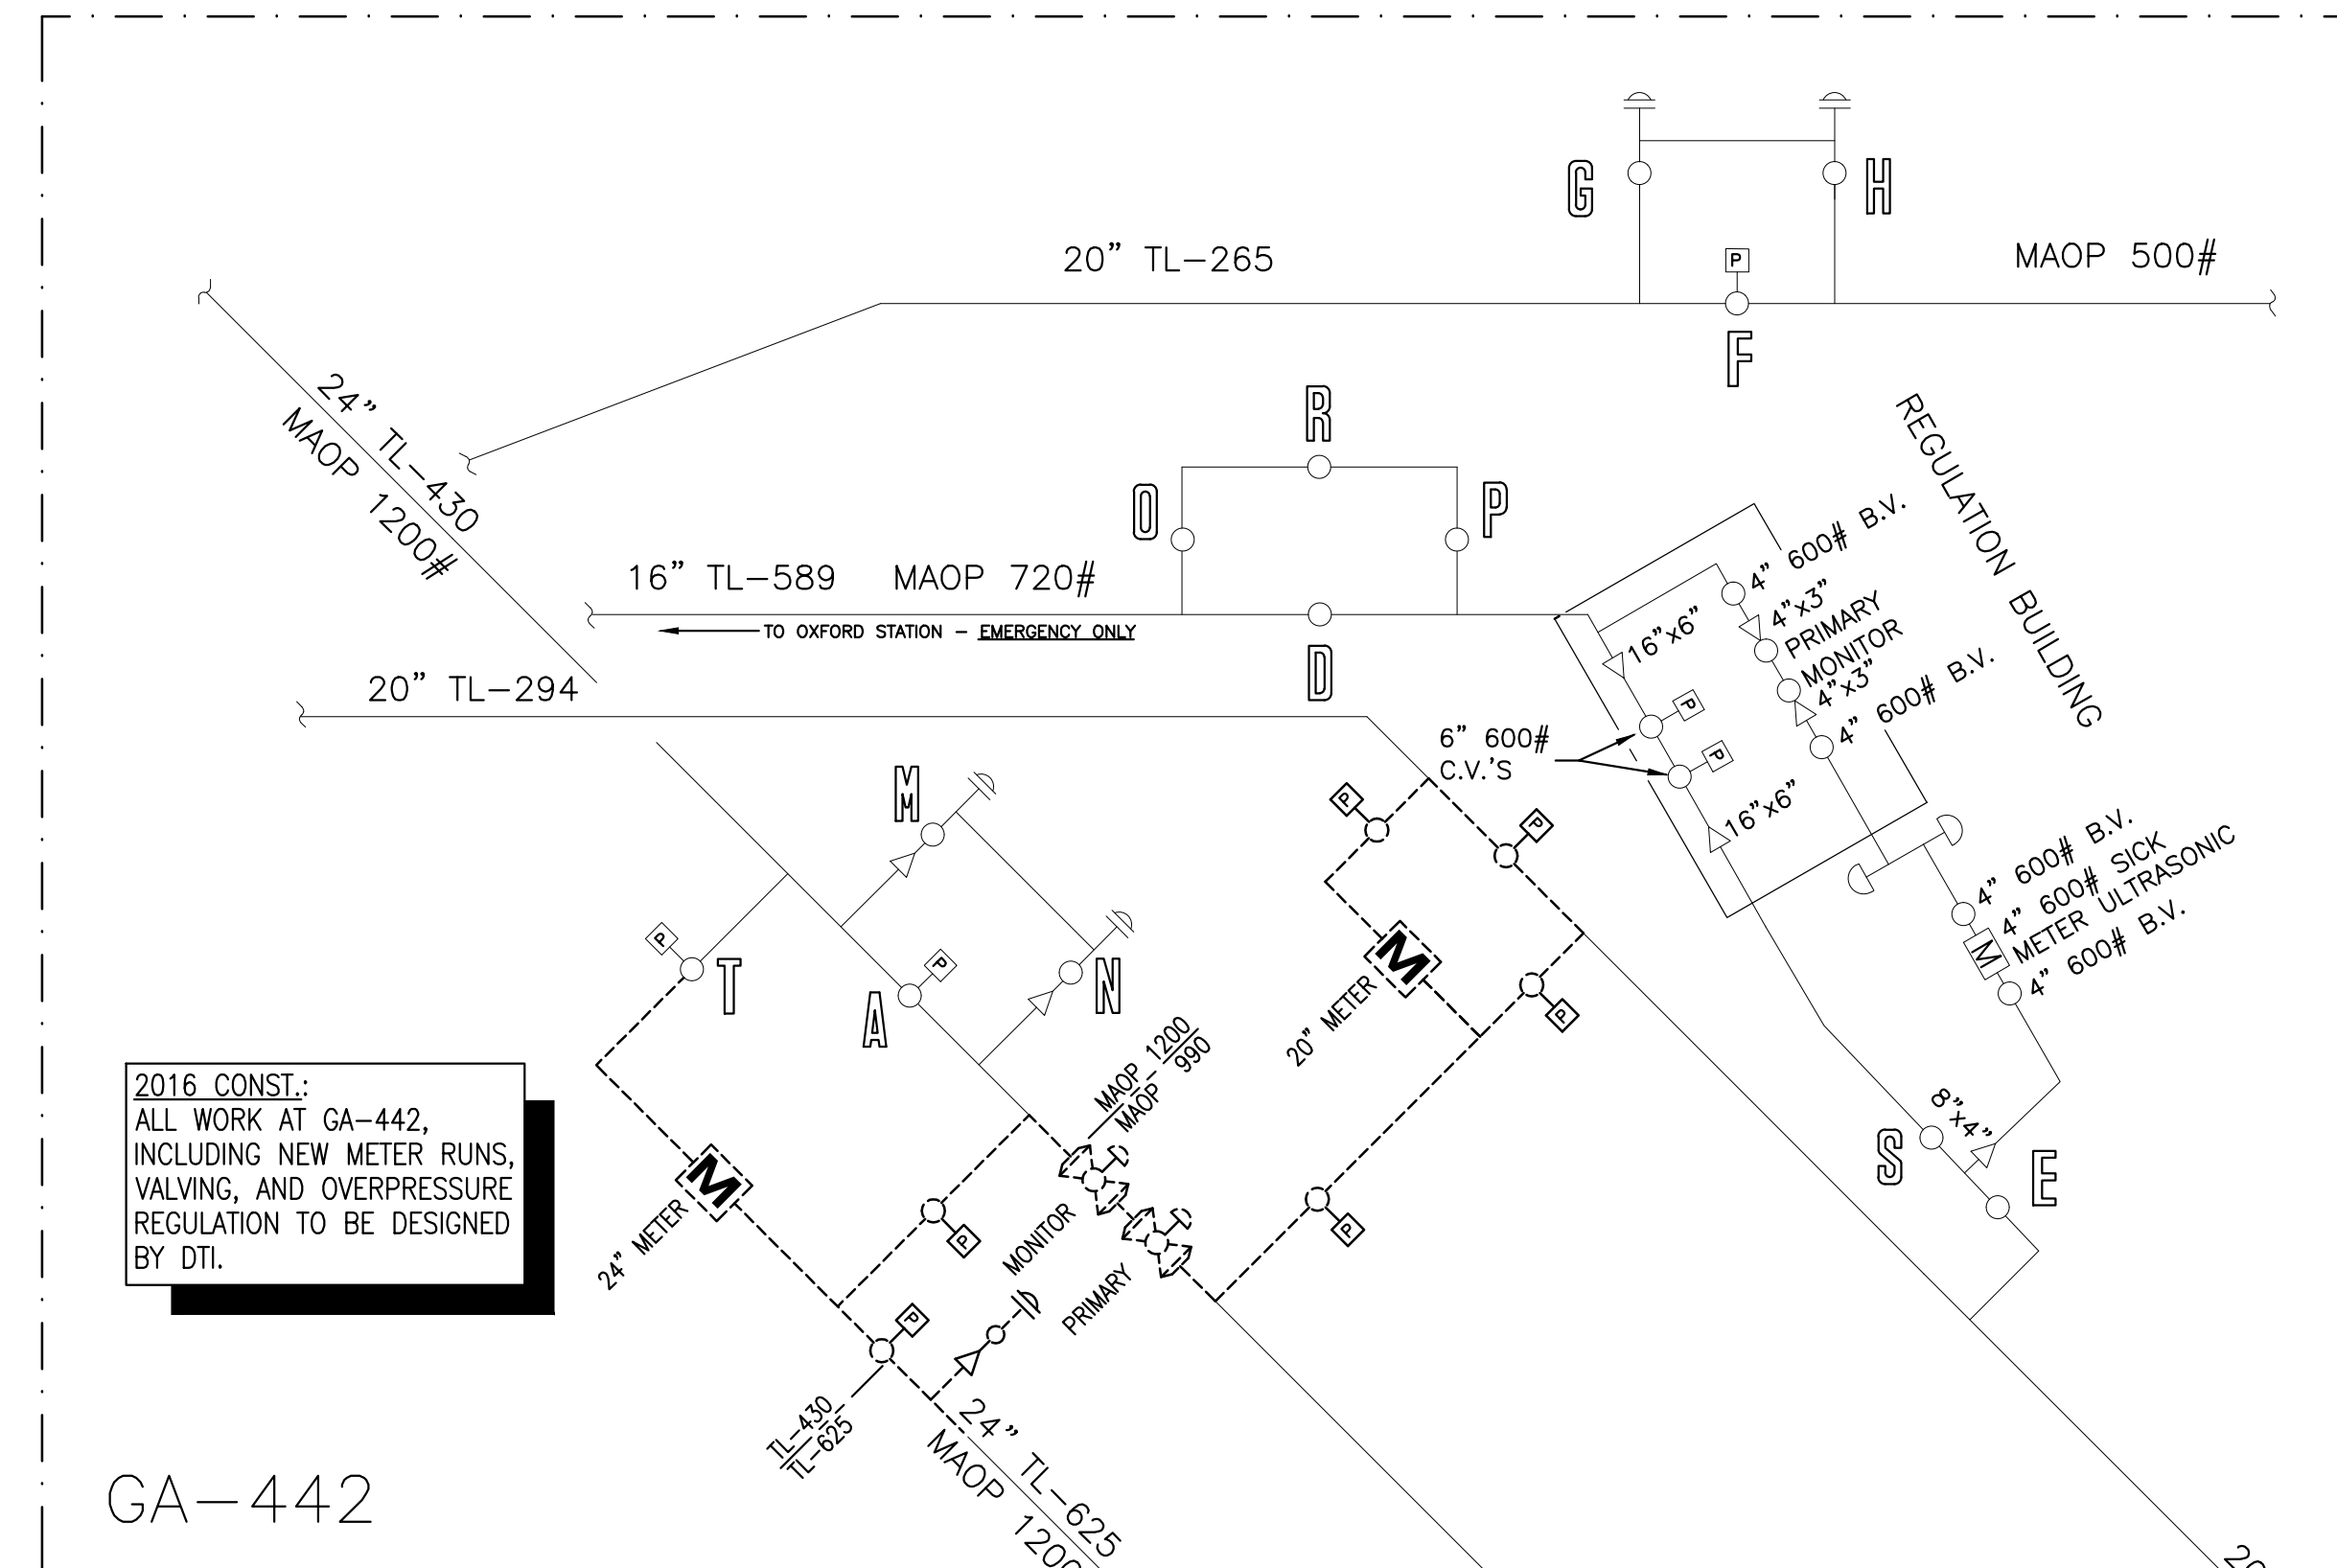 G
H
P
20” TL-265
MAOP 500#
F
24” TL-430
MAOP 1200#
R
O
P
REGULATION BUILDING
4” 600# B.V.
4”x3”
PRIMARY
MONITOR
4”x3”
4” 600# B.V.
16” TL-589 MAOP 720#
TO OXFORD STATION - EMERGENCY ONLY
D
16”x6”
P
P
20” TL-294
6” 600#
C.V.'S
16”x6”
M
P
P
4” 600# B.V.
4” 600# SICK
METER ULTRASONIC
4” 600# B.V.
M
P
T
P
A
N
M
20” METER
P
MAOP 1200
MAOP 990
8”x4”
S
E
2016 CONST.:
ALL WORK AT GA-442,
INCLUDING NEW METER RUNS,
VALVING, AND OVERPRESSURE
REGULATION TO BE DESIGNED
BY DTI.
M
24” METER
P
MONITOR
PRIMARY
P
P
TL-430
TL-625
24” TL-625
MAOP 1200
GA-442
20